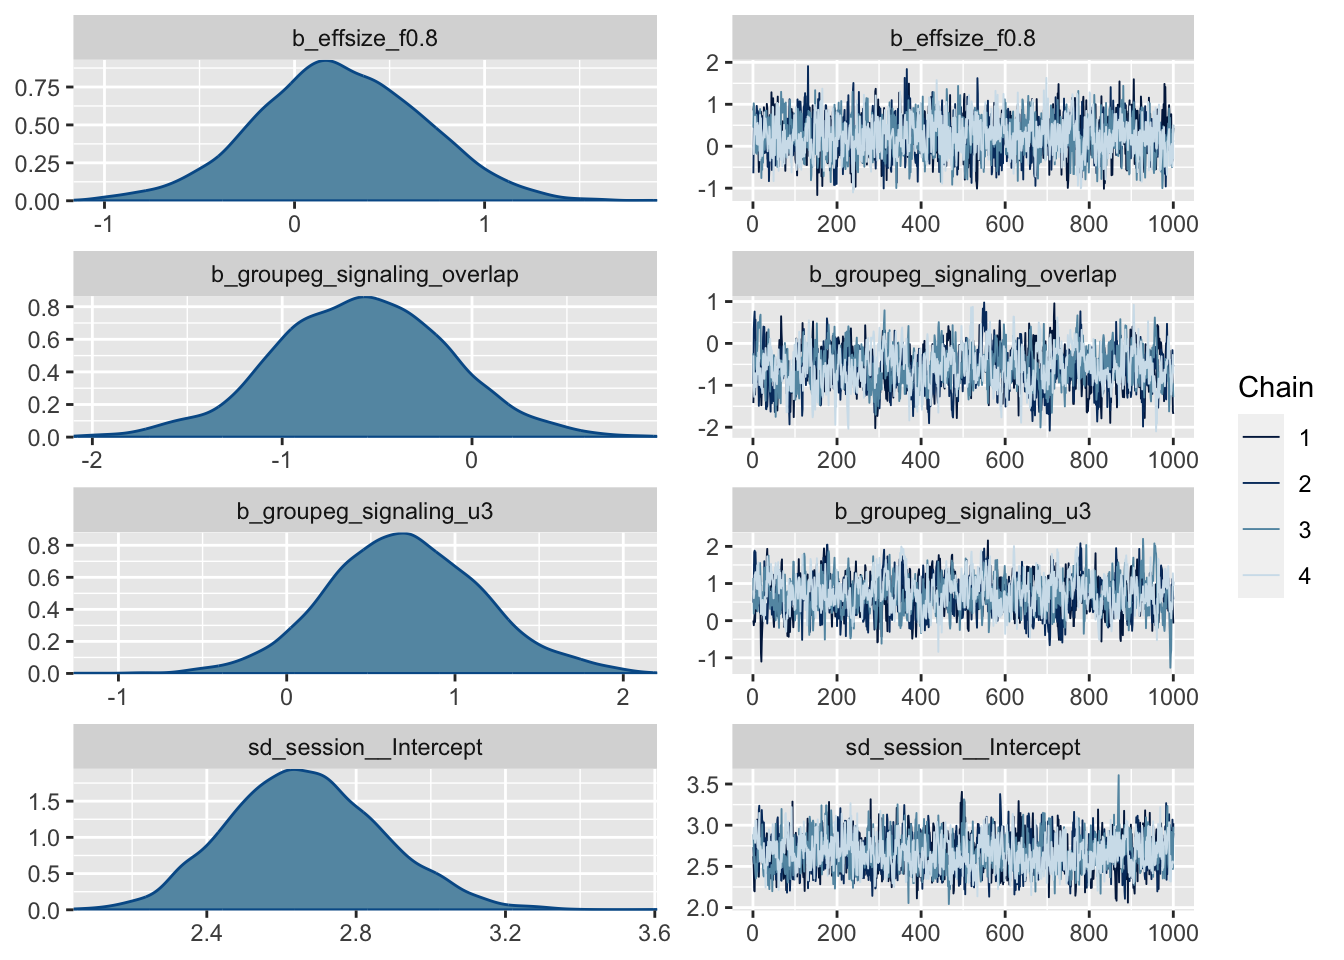 b_effsize_f0.8
0.75
0.50
0.25
0.00
-1 0 1
b_effsize_f0.8
2
1
0
-1
0 200 400 600 800 1000
b_groupeg_signaling_overlap
0.8
0.6
0.4
0.2
0.0
-2 -1 0
b_groupeg_signaling_overlap
1
0
-1
-2
0 200 400 600 800 1000
b_groupeg_signaling_u3
0.8
0.6
0.4
0.2
0.0
-1 0 1 2
b_groupeg_signaling_u3
2
1
0
-1
0 200 400 600 800 1000
sd_session__Intercept
1.5
1.0
0.5
0.0
2.4 2.8 3.2 3.6
sd_session__Intercept
3.5
3.0
2.5
2.0
0 200 400 600 800 1000
Chain
1
2
3
4